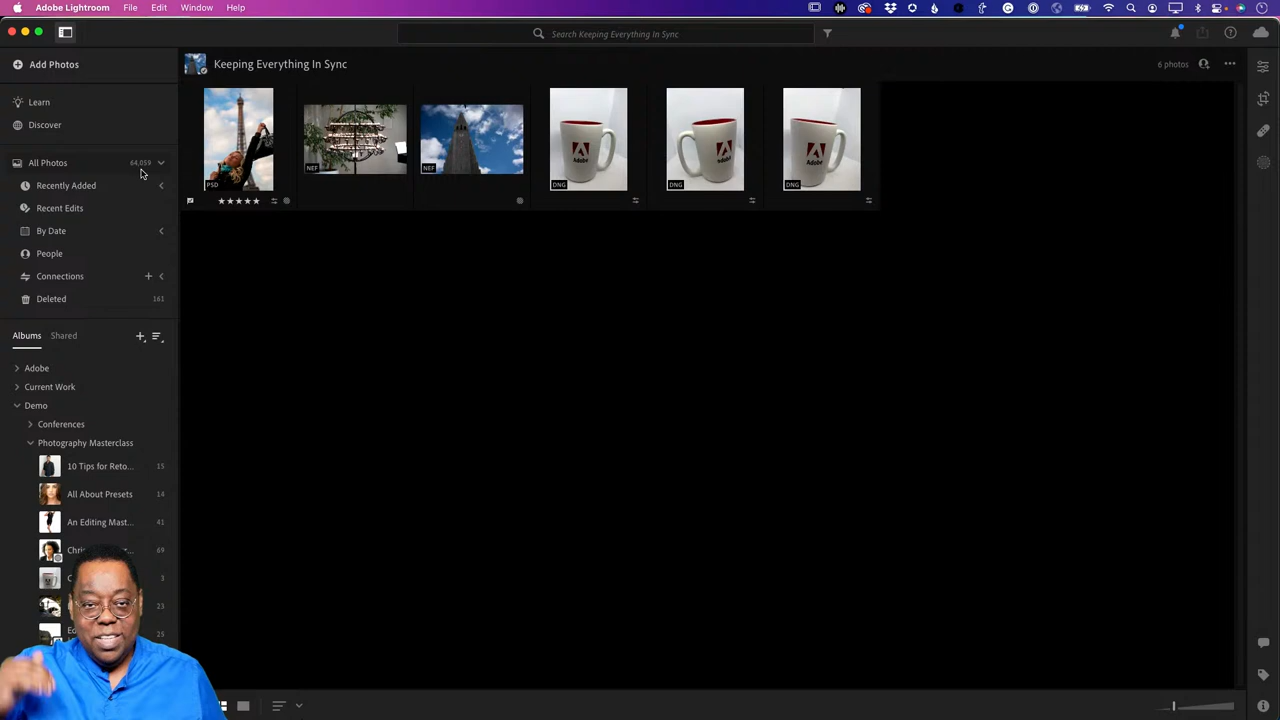 Adobe Lightroom File Edit Window Help
Search Keeping Everything In Sync
Add Photos
Keeping Everything In Sync
6 photos
Learn
Discover
All Photos 64,059
Recently Added
Recent Edits
By Date
People
Connections
Deleted 161
PSD
NEF
NEF
DNG
DNG
DNG
Adobe
Adobe
Adobe
Albums Shared
Adobe
Current Work
Demo
Conferences
Photography Masterclass
10 Tips for Reto... 15
All About Presets 14
An Editing Mast... 41
69
3
23
25